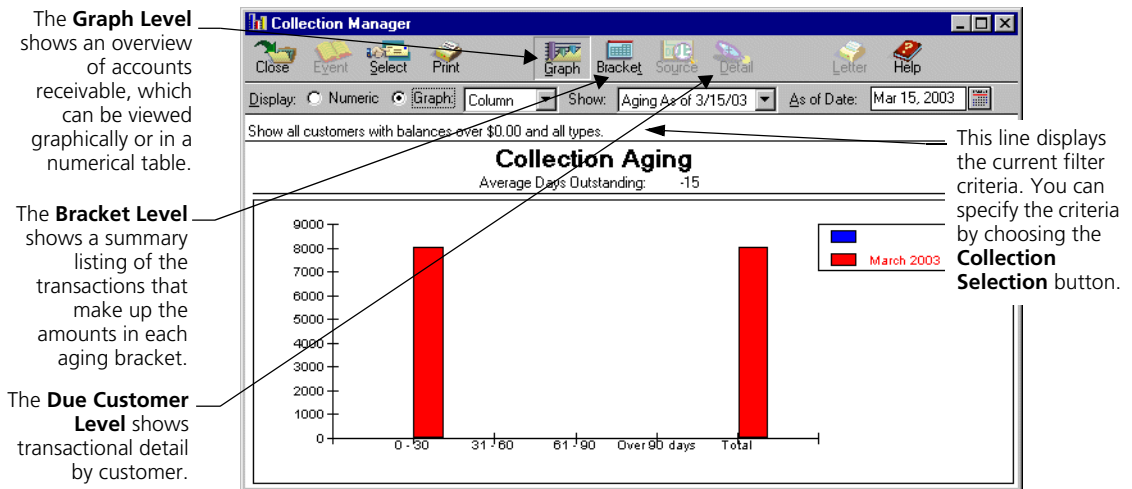 The Graph Level
shows an overview
of accounts
receivable, which
can be viewed
graphically or in a
numerical table.
The Bracket Level
shows a summary
listing of the
transactions that
make up the
amounts in each
aging bracket.
The Due Customer
Level shows
transactional detail
by customer.
Collection Manager
Close Event Select Print Graph Bracket Source Detail Letter Help
Display: Numeric Graph: Column Show: Aging As of 3/15/03 As of Date: Mar 15, 2003
Show all customers with balances over $0.00 and all types.
Collection Aging
Average Days Outstanding: -15
9000
8000
7000
6000
5000
4000
3000
2000
1000
0
0 - 30 31 - 60 61 - 90 Over 90 days Total
March 2003
This line displays
the current filter
criteria. You can
specify the criteria
by choosing the
Collection
Selection button.